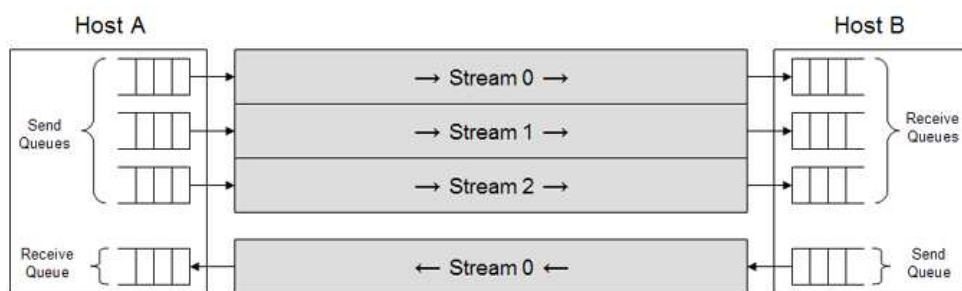 Host A
Host B
→ Stream 0 →
Send
Queues
→ Stream 1 →
Receive
Queues
→ Stream 2 →
Receive
Queue
← Stream 0 ←
Send
Queue